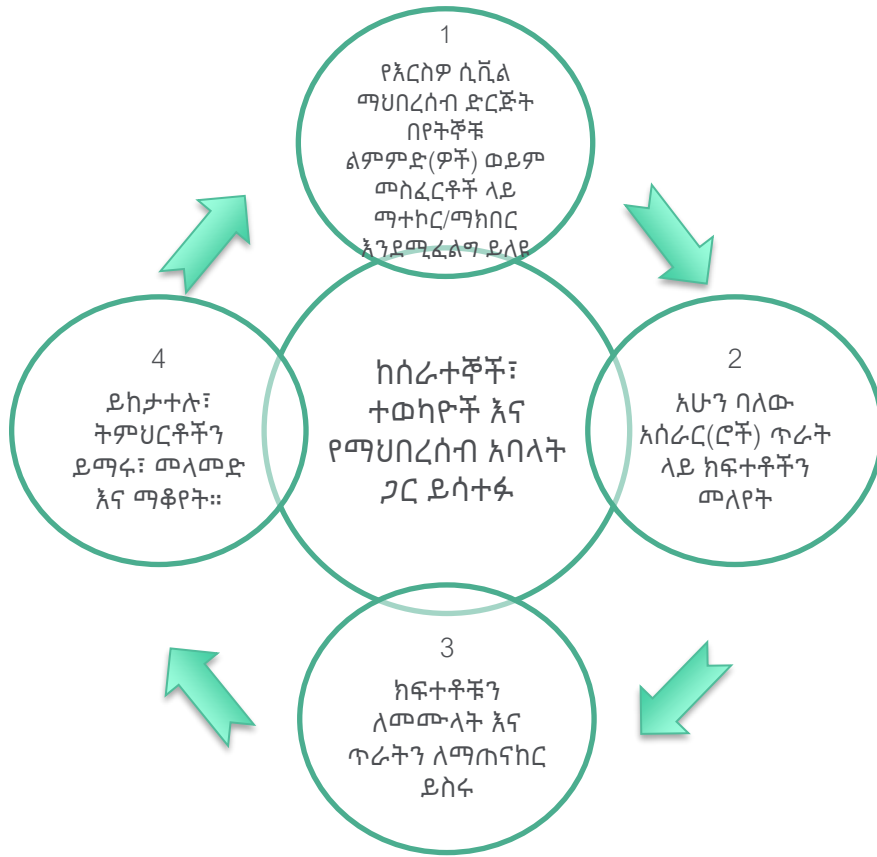 1
የእርስዎ ሲቪል
ማህበረሰብ ድርጅት
በየትኞቹ
ልምምድ(ዎች) ወይም
መስፈርቶች ላይ
ማተኮር/ማክበር
እንደሚፈልግ ይለዩ
2
አሁን ባለው
አሰራር(ሮች) ጥራት
ላይ ክፍተቶችን
መለየት
3
ክፍተቶቹን
ለመሙላት እና
ጥራትን ለማጠናከር
ይስሩ
4
ይከታተሉ፣
ትምህርቶችን
ይማሩ፣ መላመድ
እና ማቆየት።
ከሰራተኞች፣
ተወካዮች እና
የማህበረሰብ አባላት
ጋር ይሳተፉ